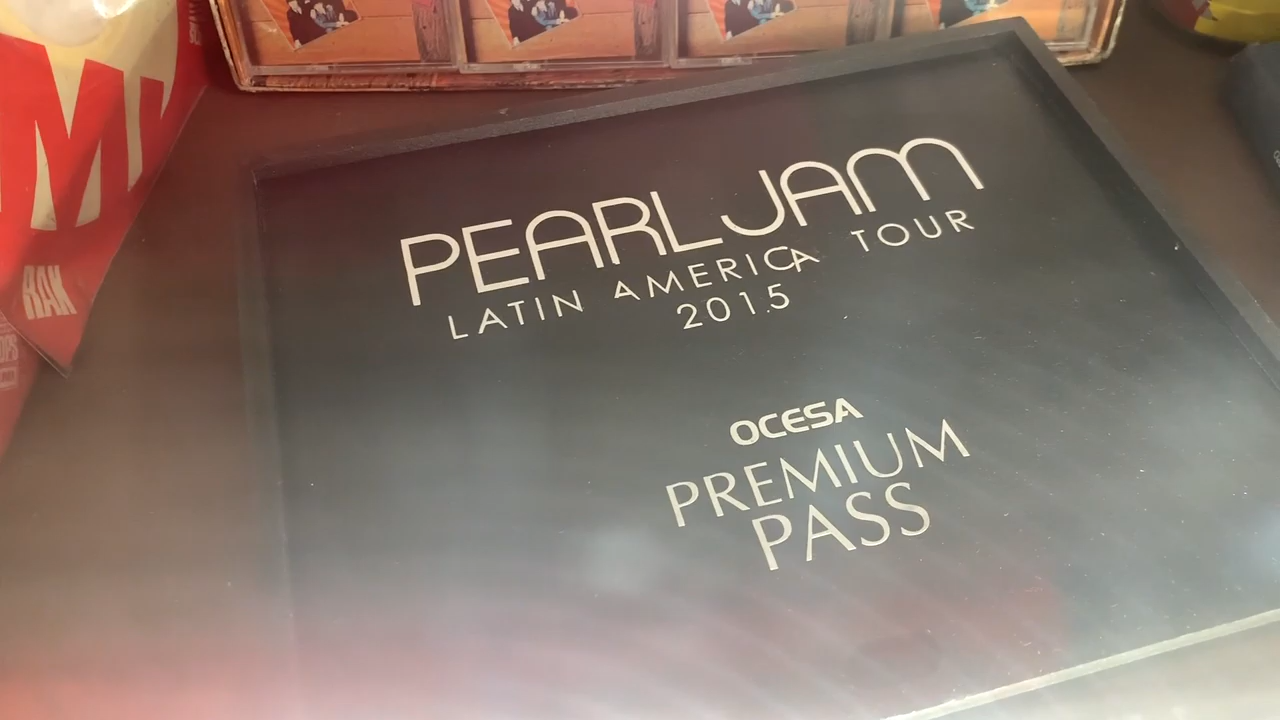 PEARL JAM
LATIN AMERICA TOUR
2015
OCESA
PREMIUM
PASS